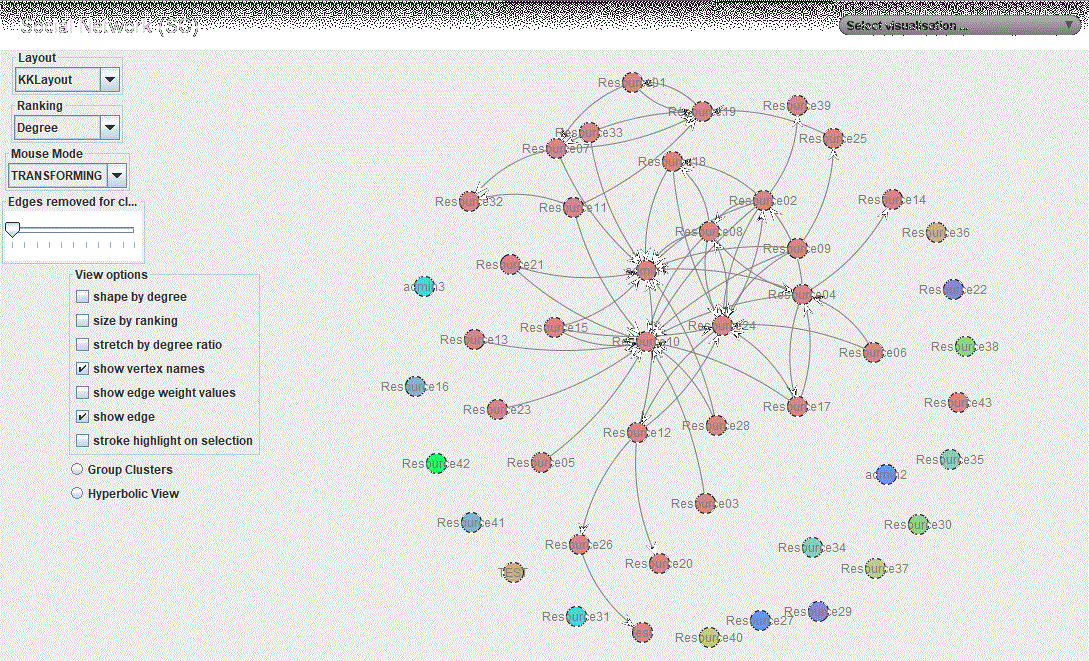 Social Network (SG)
Select visualisation ...
Layout
KKLayout
Ranking
Degree
Mouse Mode
TRANSFORMING
Edges removed for cl...
View options
shape by degree
size by ranking
stretch by degree ratio
show vertex names
show edge weight values
show edge
stroke highlight on selection
Group Clusters
Hyperbolic View
Resource01
Resource19
Resource39
Resource33
Resource25
Resource07
Resource18
Resource32
Resource11
Resource02
Resource14
Resource08
Resource36
Resource09
Resource21
admin1
admin3
Resource22
Resource04
Resource15
Resource24
Resource13
Resource10
Resource38
Resource06
Resource16
Resource43
Resource23
Resource17
Resource28
Resource12
Resource42
Resource05
Resource35
admin2
Resource03
Resource41
Resource30
Resource26
Resource34
Resource20
Resource37
TEST
Resource31
Resource29
Resource27
Resource40